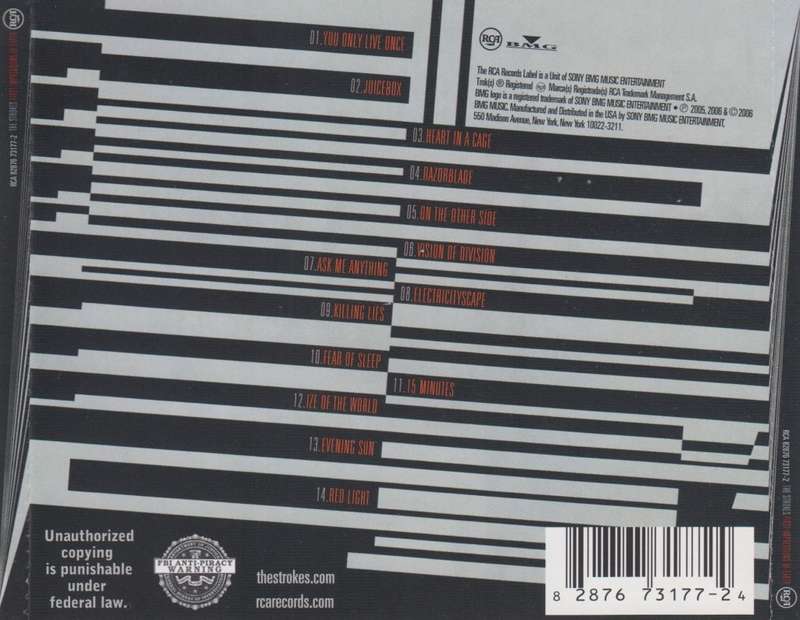 RCA
RCA 82876 73177-2 THE STROKES FIRST IMPRESSIONS OF EARTH
01.YOU ONLY LIVE ONCE
02.JUICEBOX
03.HEART IN A CAGE
04.RAZORBLADE
05.ON THE OTHER SIDE
06.VISION OF DIVISION
07.ASK ME ANYTHING
08.ELECTRICITYSCAPE
09.KILLING LIES
10.FEAR OF SLEEP
11.15 MINUTES
12.IZE OF THE WORLD
13.EVENING SUN
14.RED LIGHT
RCA BMG
The RCA Records Label is a Unit of SONY BMG MUSIC ENTERTAINMENT
Tmk(s) ® Registered Marca(s) Registrada(s) RCA Trademark Management S.A.
BMG logo is a registered trademark of SONY BMG MUSIC ENTERTAINMENT • ℗ 2005, 2006 & © 2006
BMG MUSIC. Manufactured and Distributed in the USA by SONY BMG MUSIC ENTERTAINMENT,
550 Madison Avenue, New York, New York 10022-3211.
Unauthorized
copying
is punishable
under
federal law.
FBI ANTI-PIRACY
WARNING
thestrokes.com
rcarecords.com
8 2876 73177-2 4
RCA 82876 73177-2 THE STROKES FIRST IMPRESSIONS OF EARTH
RCA